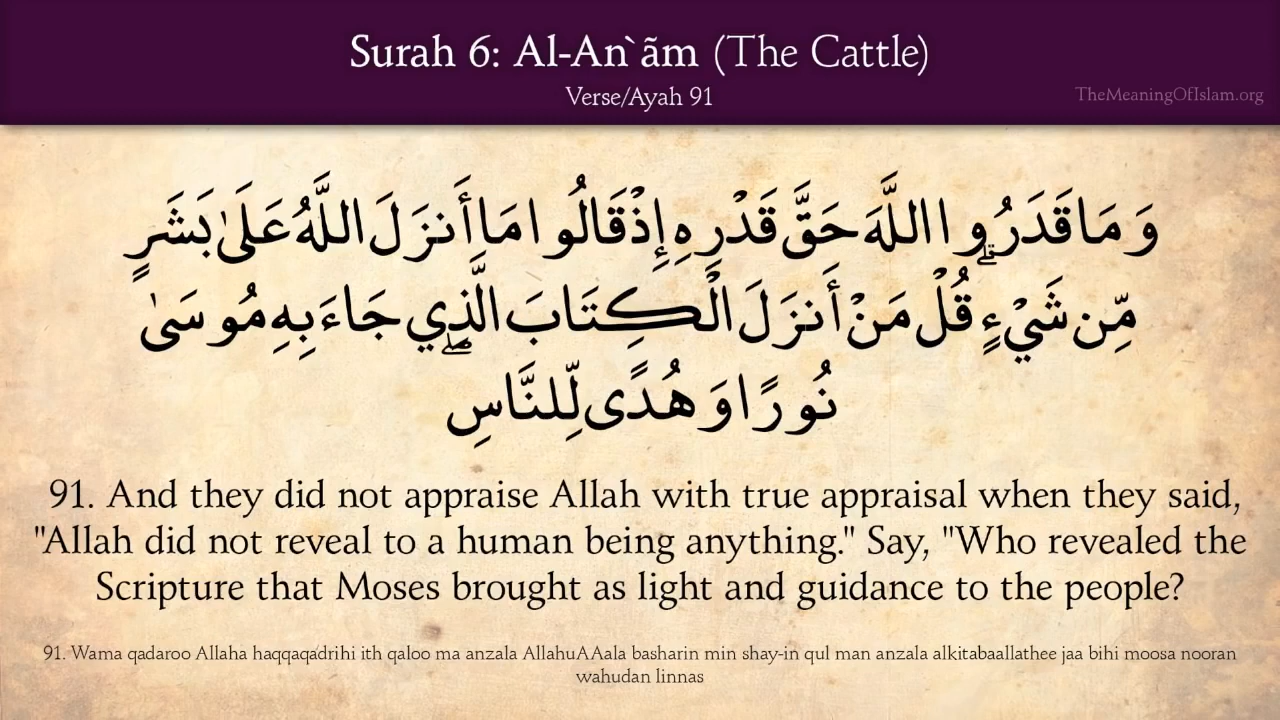 Surah 6: Al-An`ãm (The Cattle)
Verse/Ayah 91
TheMeaningOfIslam.org
وَمَا قَدَرُوا اللَّهَ حَقَّ قَدْرِهِ إِذْ قَالُوا مَا أَنزَلَ اللَّهُ عَلَىٰ بَشَرٍ
مِّن شَيْءٍ ۗ قُلْ مَنْ أَنزَلَ الْكِتَابَ الَّذِي جَاءَ بِهِ مُوسَىٰ
نُورًا وَهُدًى لِّلنَّاسِ ۖ
91. And they did not appraise Allah with true appraisal when they said,
"Allah did not reveal to a human being anything." Say, "Who revealed the
Scripture that Moses brought as light and guidance to the people?
91. Wama qadaroo Allaha haqqaqadrihi ith qaloo ma anzala AllahuAAala basharin min shay-in qul man anzala alkitabaallathee jaa bihi moosa nooran
wahudan linnas